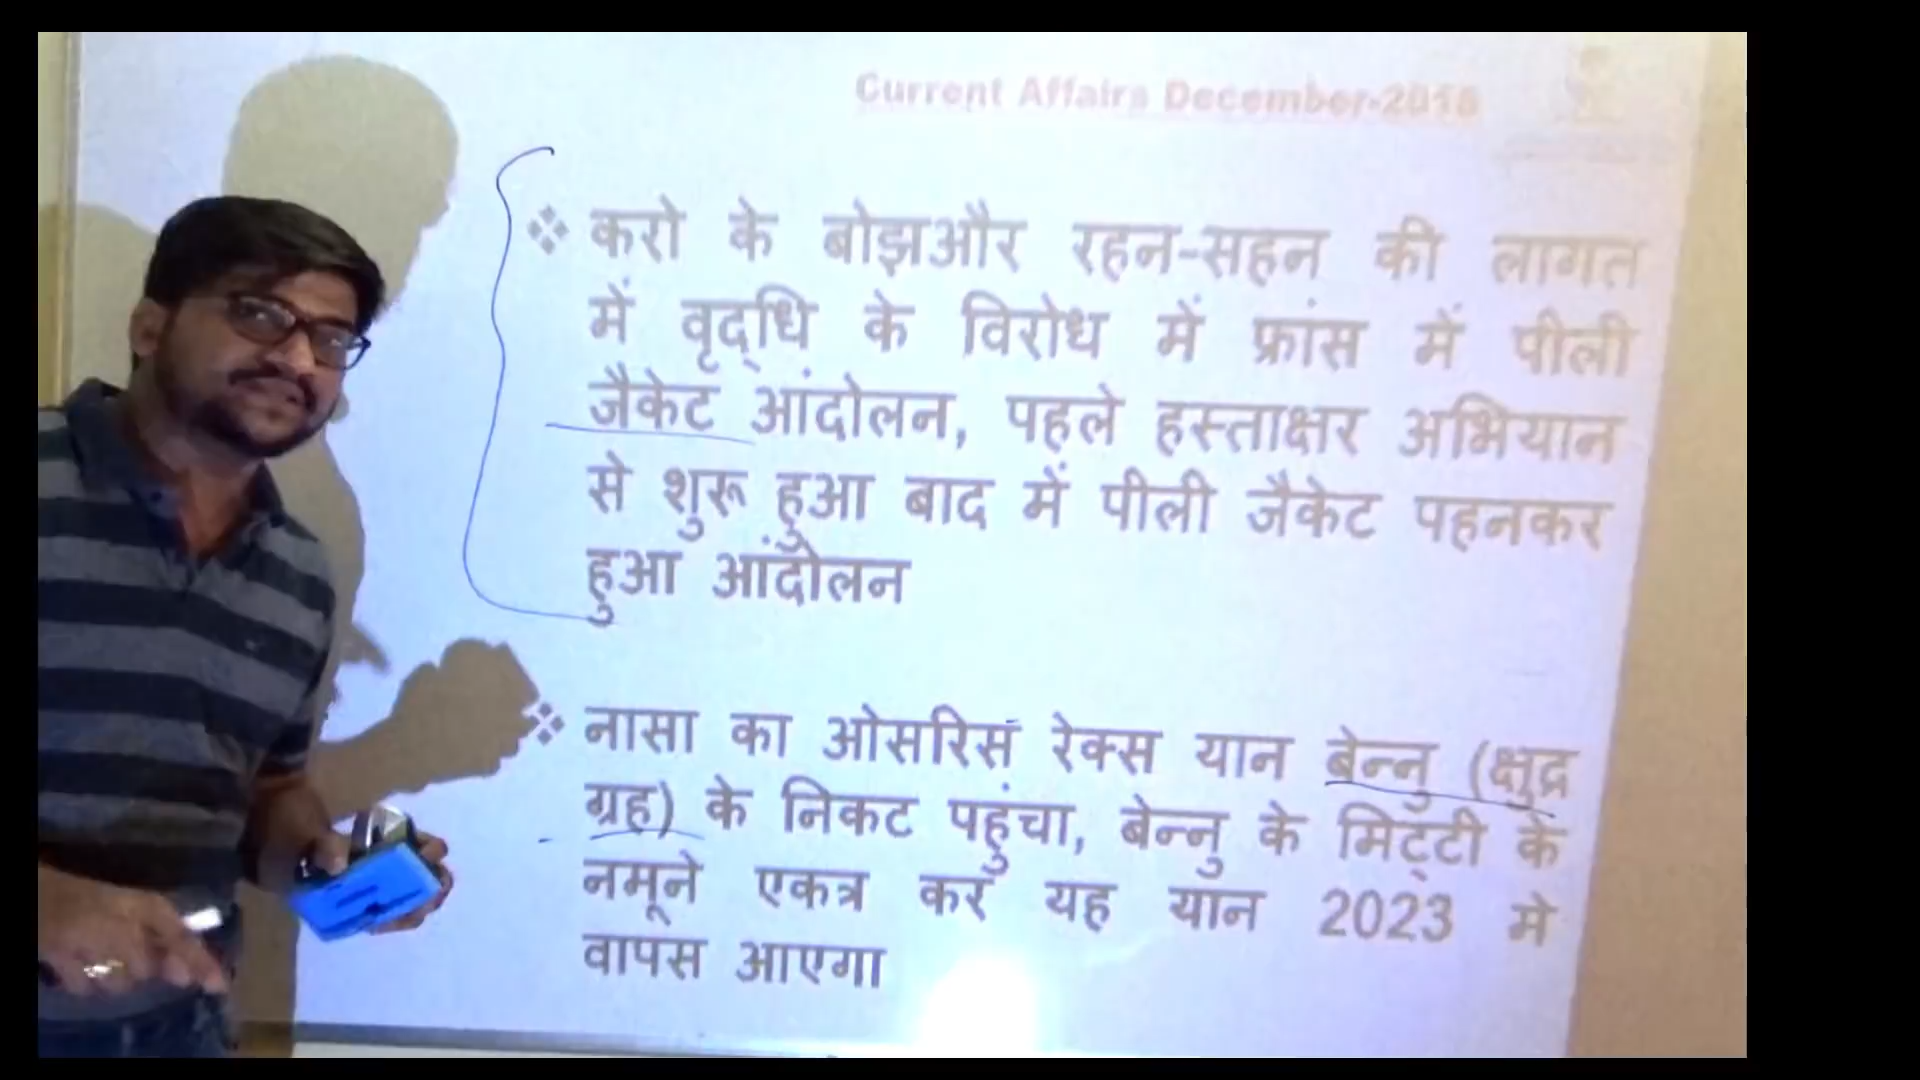 Current Affairs December-2018
❖ करो के बोझऔर रहन-सहन की लागत
में वृद्धि के विरोध में फ्रांस में पीली
जैकेट आंदोलन, पहले हस्ताक्षर अभियान
से शुरू हुआ बाद में पीली जैकेट पहनकर
हुआ आंदोलन
❖ नासा का ओसरिस रेक्स यान बेन्नु (क्षुद्र
ग्रह) के निकट पहुंचा, बेन्नु के मिट्टी के
नमूने एकत्र कर यह यान 2023 मे
वापस आएगा